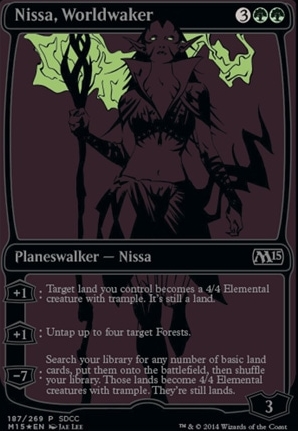 Nissa, Worldwaker 3
Planeswalker — Nissa M15
+1 : Target land you control becomes a 4/4 Elemental
creature with trample. It's still a land.
+1 : Untap up to four target Forests.
Search your library for any number of basic land
-7 : cards, put them onto the battlefield, then shuffle
your library. Those lands become 4/4 Elemental
creatures with trample. They're still lands.
3
187/269 P SDCC
M15★EN Jae Lee ™ & © 2014 Wizards of the Coast